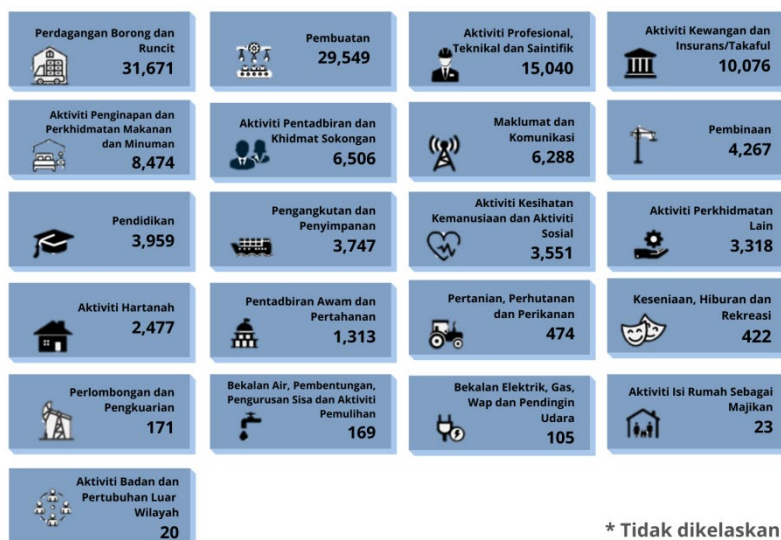 Perdagangan Borong dan
Runcit
31,671
Pembuatan
29,549
Aktiviti Profesional,
Teknikal dan Saintifik
15,040
Aktiviti Kewangan dan
Insurans/Takaful
10,076
Aktiviti Penginapan dan
Perkhidmatan Makanan
dan Minuman
8,474
Aktiviti Pentadbiran dan
Khidmat Sokongan
6,506
Maklumat dan
Komunikasi
6,288
Pembinaan
4,267
Pendidikan
3,959
Pengangkutan dan
Penyimpanan
3,747
Aktiviti Kesihatan
Kemanusiaan dan Aktiviti
Sosial
3,551
Aktiviti Perkhidmatan
Lain
3,318
Aktiviti Hartanah
2,477
Pentadbiran Awam dan
Pertahanan
1,313
Pertanian, Perhutanan
dan Perikanan
474
Keseniaan, Hiburan dan
Rekreasi
422
Perlombongan dan
Pengkuarian
171
Bekalan Air, Pembentungan,
Pengurusan Sisa dan Aktiviti
Pemulihan
169
Bekalan Elektrik, Gas,
Wap dan Pendingin
Udara
105
Aktiviti Isi Rumah Sebagai
Majikan
23
Aktiviti Badan dan
Pertubuhan Luar
Wilayah
20
* Tidak dikelaskan